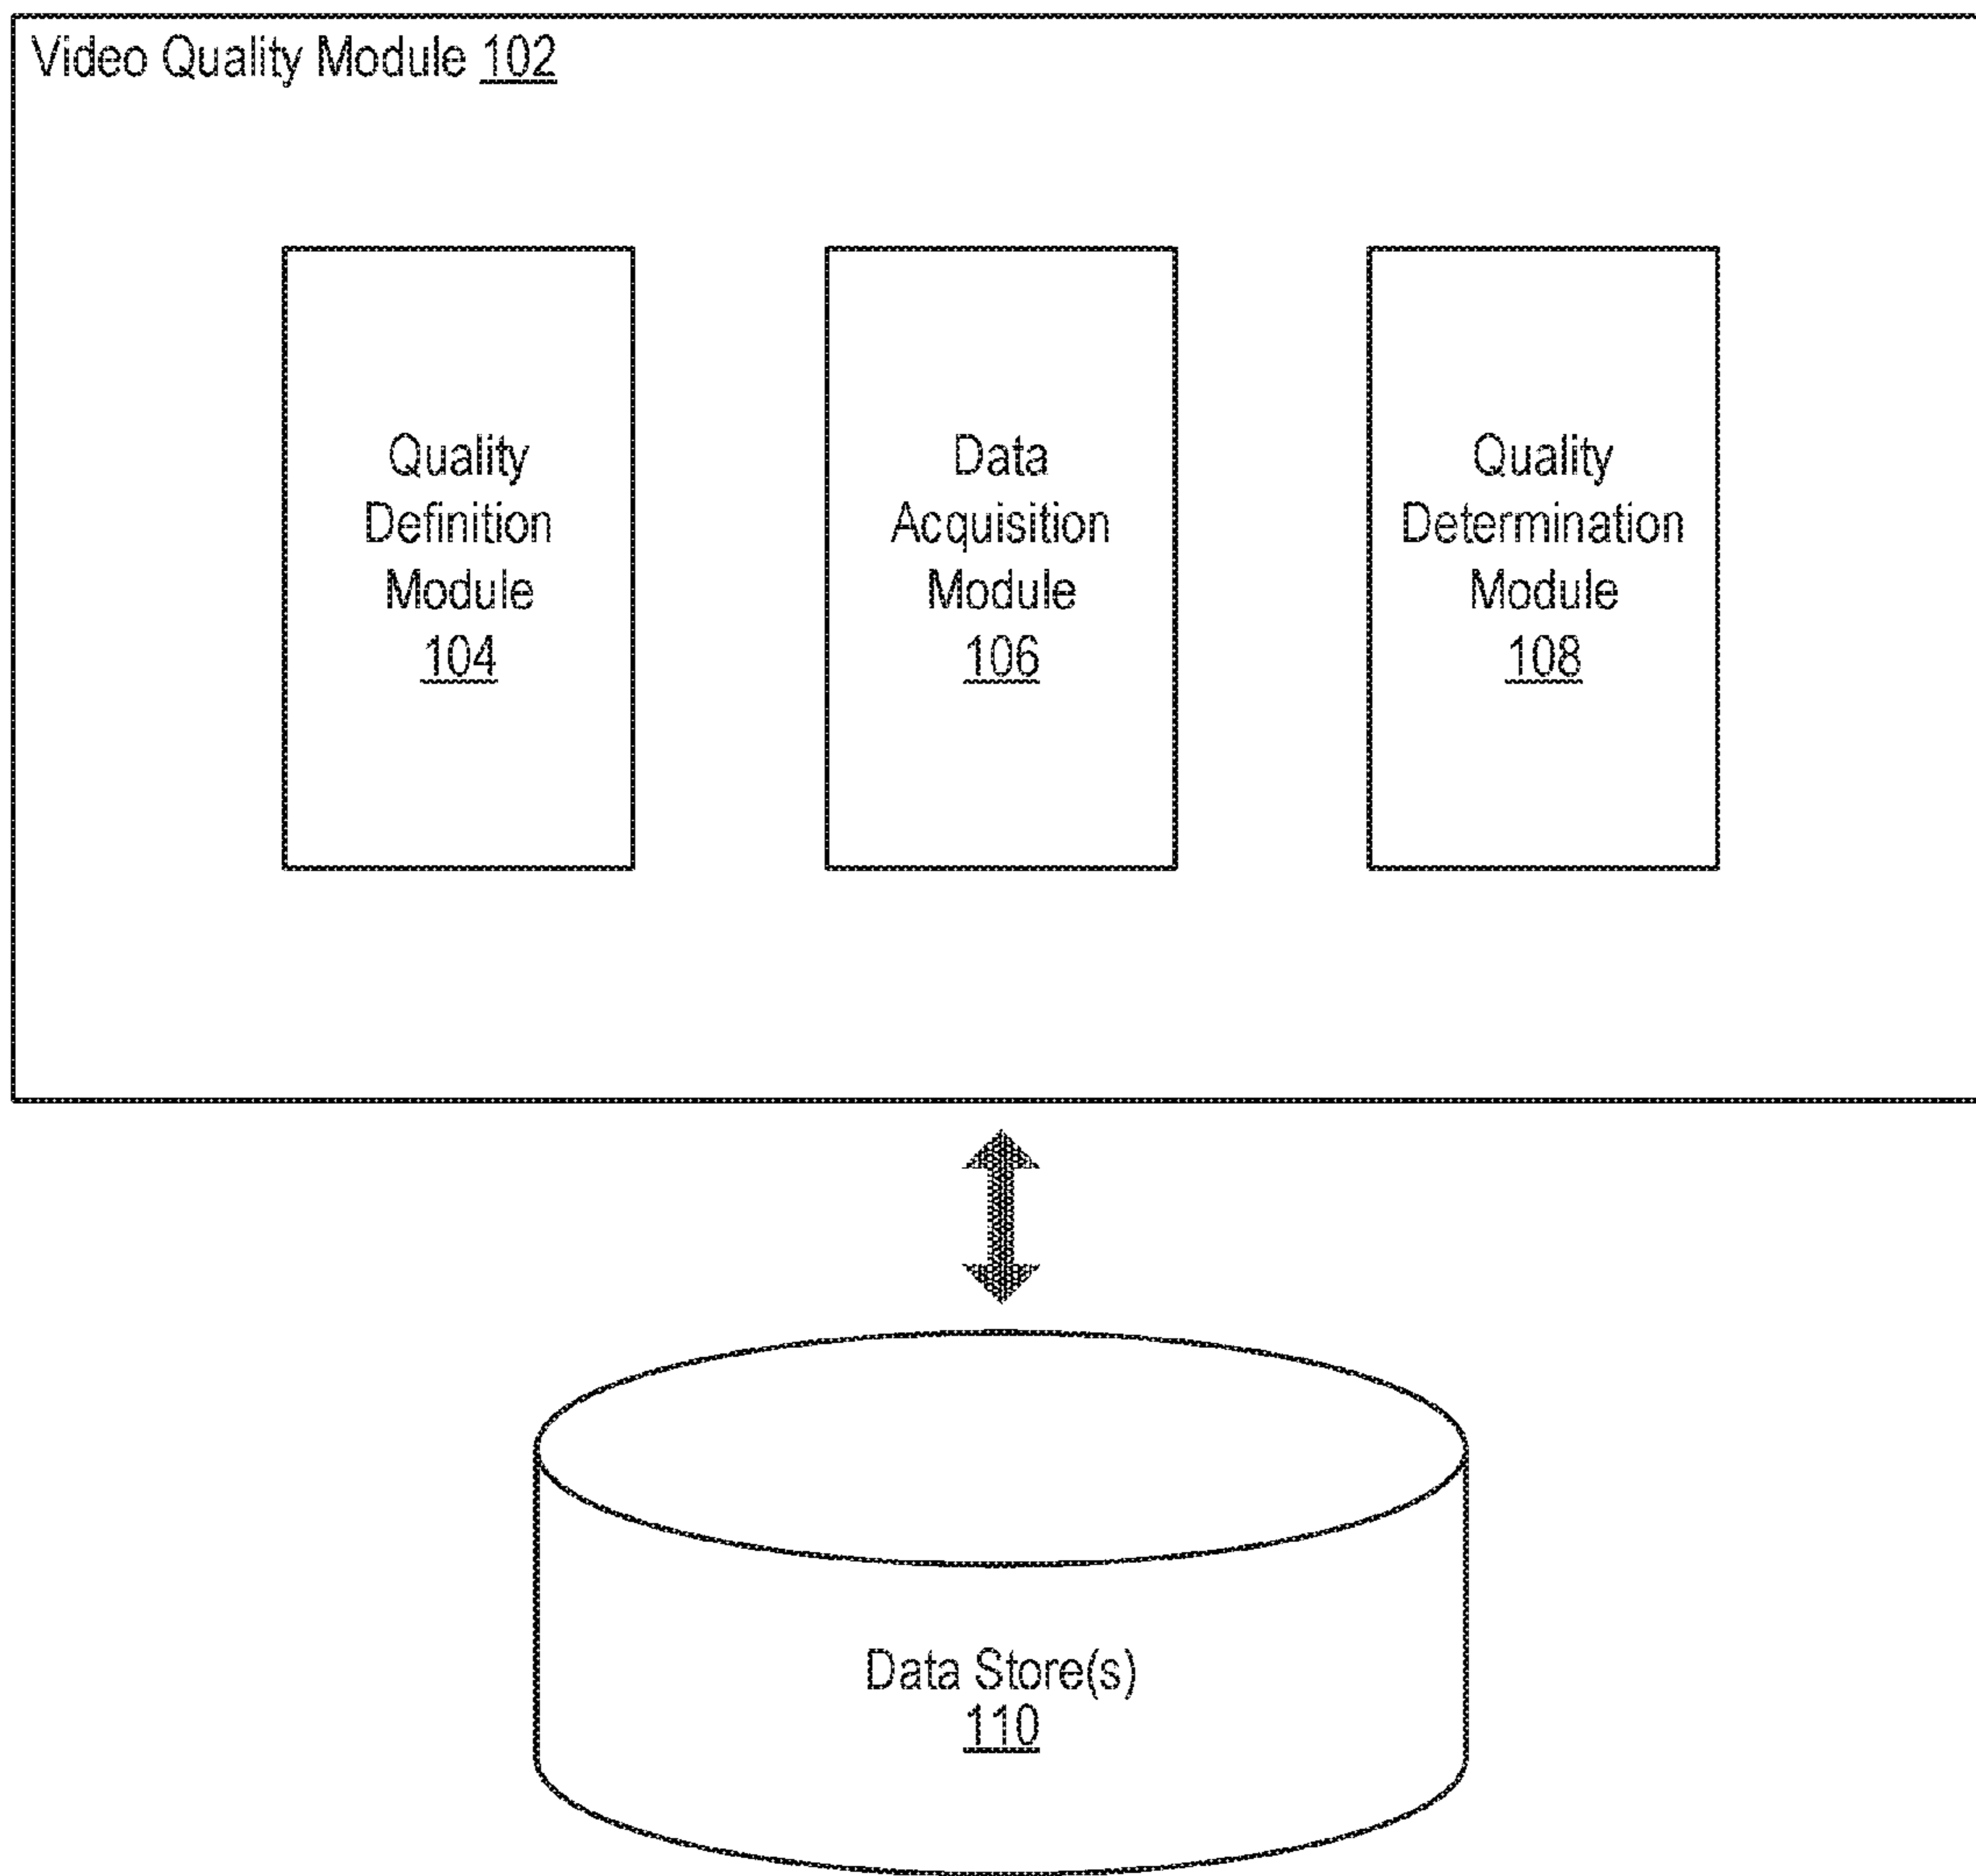 Video Quality Module 102
Quality
Definition
Module
104
Data
Acquisition
Module
106
Quality
Determination
Module
108
Data Store(s)
110